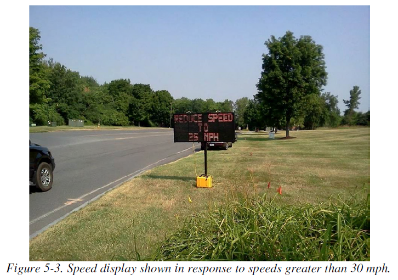 REDUCE SPEED
TO
25 MPH
Figure 5-3. Speed display shown in response to speeds greater than 30 mph.